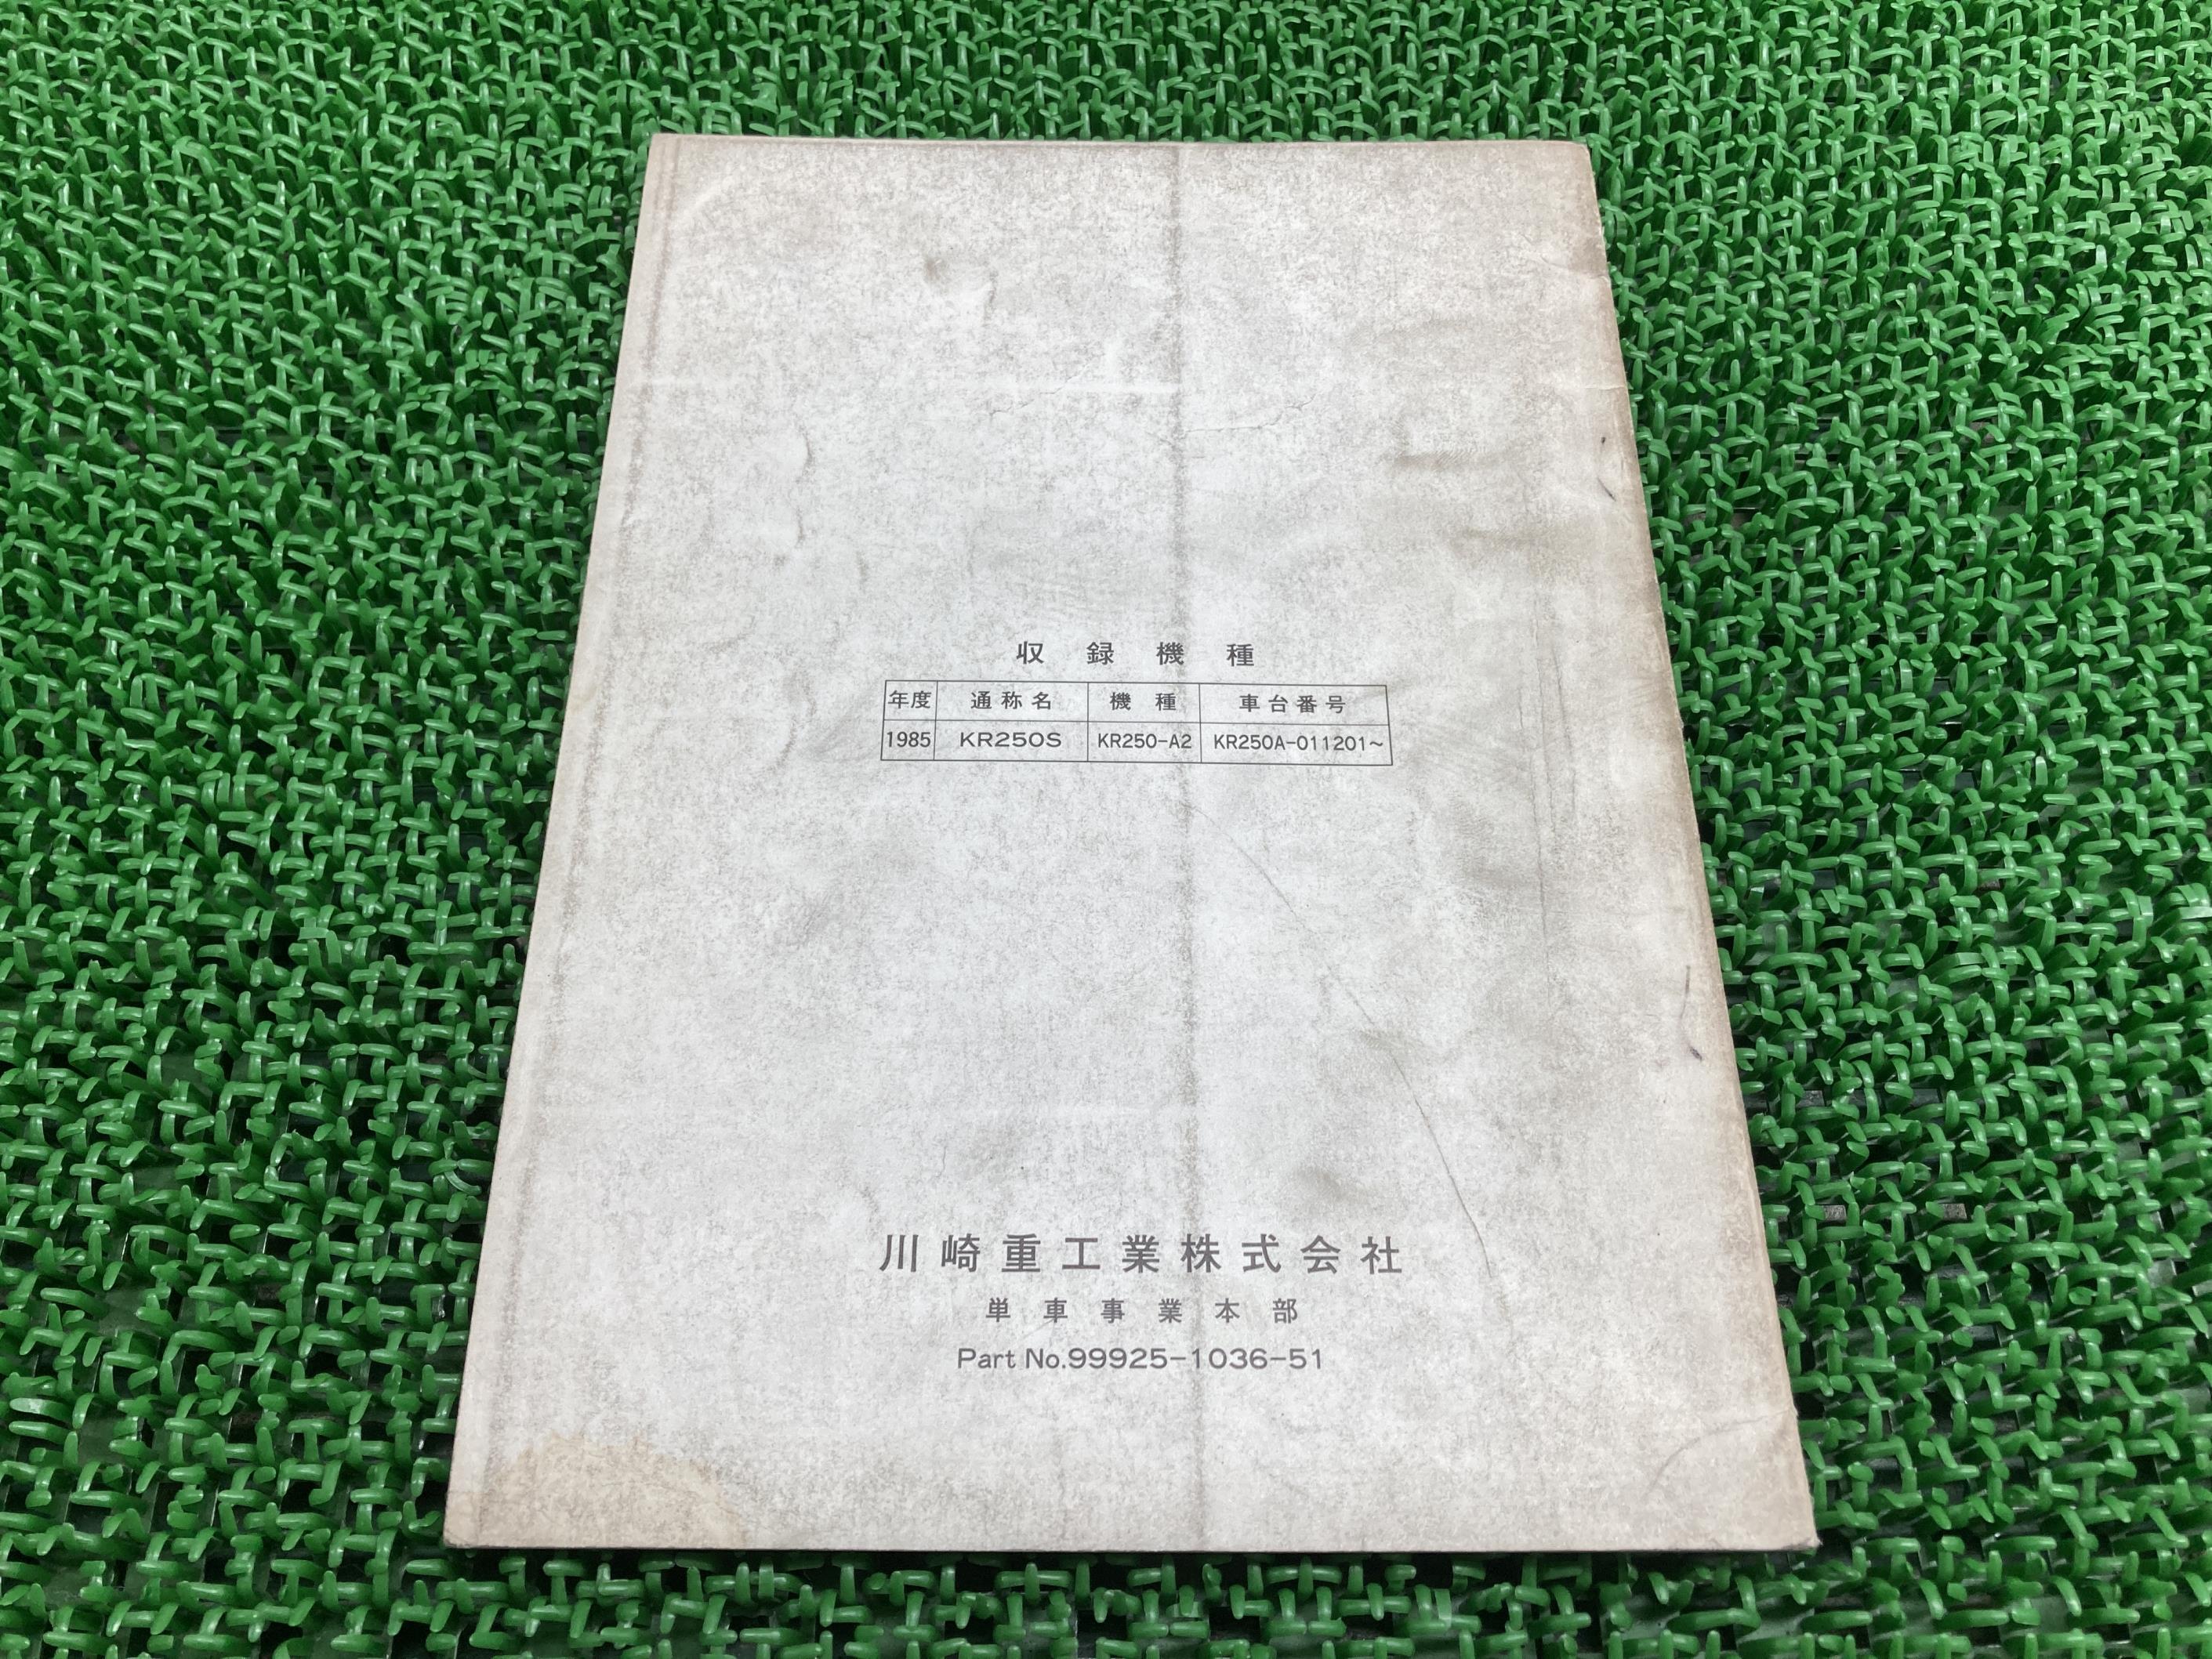 収録機種
年度 通称名 機種 車台番号
1985 KR250S KR250-A2 KR250A-011201~
川崎重工業株式会社
単車事業本部
Part No.99925-1036-51